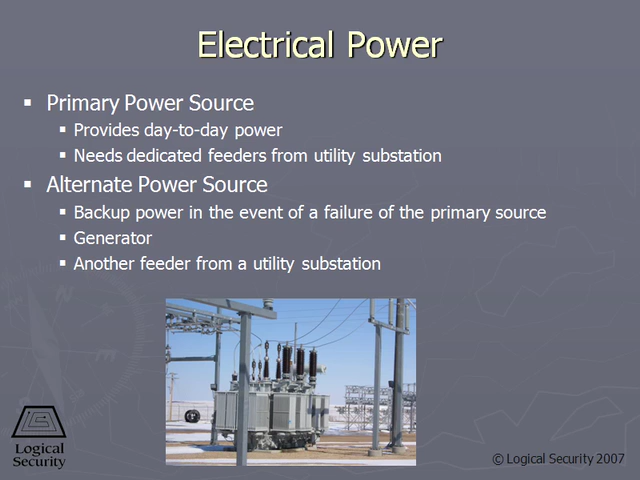 Electrical Power
Primary Power Source
Provides day-to-day power
Needs dedicated feeders from utility substation
Alternate Power Source
Backup power in the event of a failure of the primary source
Generator
Another feeder from a utility substation
Logical
Security
© Logical Security 2007